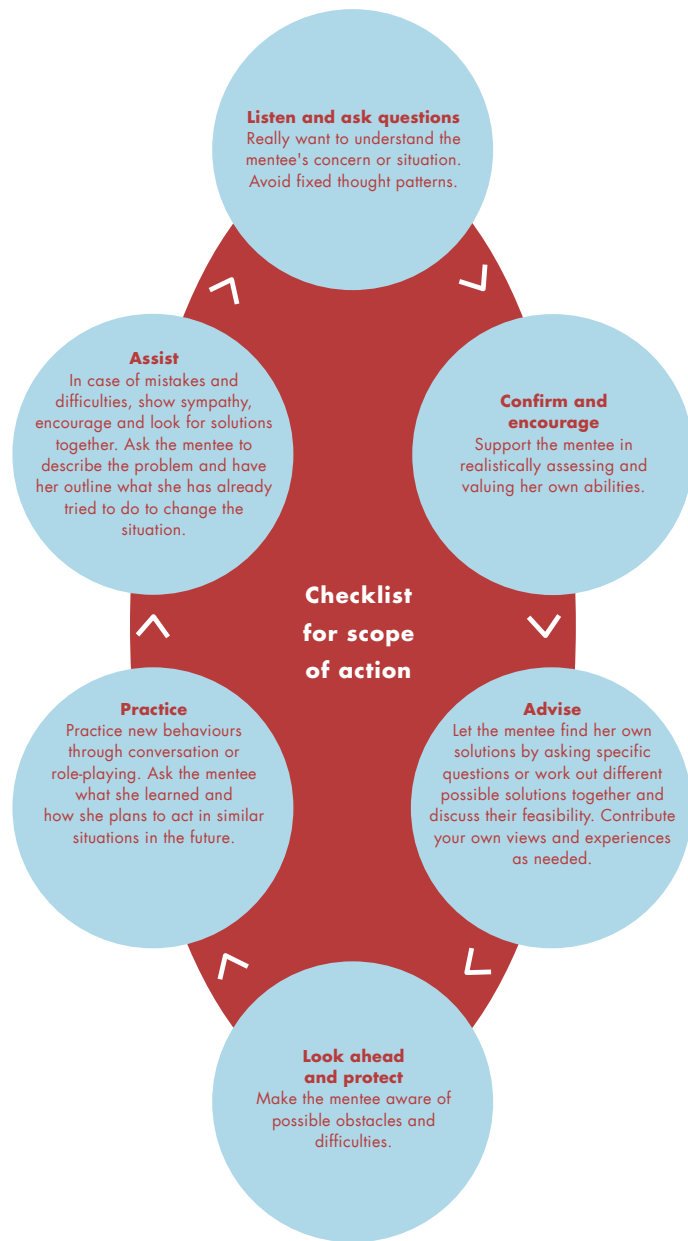 Listen and ask questions
Really want to understand the
mentee's concern or situation.
Avoid fixed thought patterns.
Confirm and
encourage
Support the mentee in
realistically assessing and
valuing her own abilities.
Advise
Let the mentee find her own
solutions by asking specific
questions or work out different
possible solutions together and
discuss their feasibility. Contribute
your own views and experiences
as needed.
Look ahead
and protect
Make the mentee aware of
possible obstacles and
difficulties.
Practice
Practice new behaviours
through conversation or
role-playing. Ask the mentee
what she learned and
how she plans to act in similar
situations in the future.
Assist
In case of mistakes and
difficulties, show sympathy,
encourage and look for solutions
together. Ask the mentee to
describe the problem and have
her outline what she has already
tried to do to change the
situation.
Checklist
for scope
of action